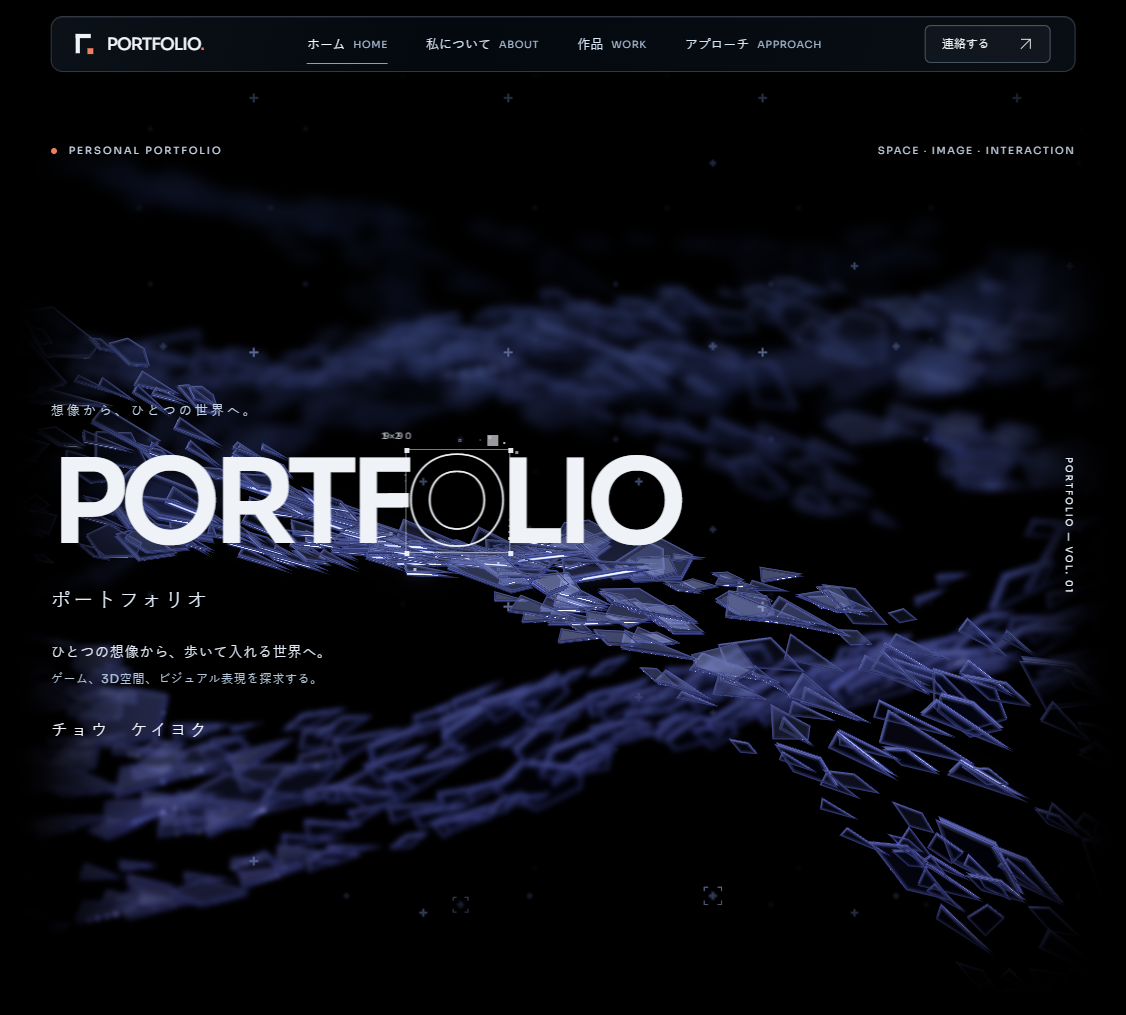 PORTFOLIO.
ホーム HOME 私について ABOUT 作品 WORK アプローチ APPROACH 連絡する
PERSONAL PORTFOLIO
SPACE · IMAGE · INTERACTION
想像から、ひとつの世界へ。
PORTFOLIO
PORTFOLIO — VOL. 01
ポートフォリオ
ひとつの想像から、歩いて入れる世界へ。
ゲーム、3D空間、ビジュアル表現を探求する。
チョウ ケイヨク